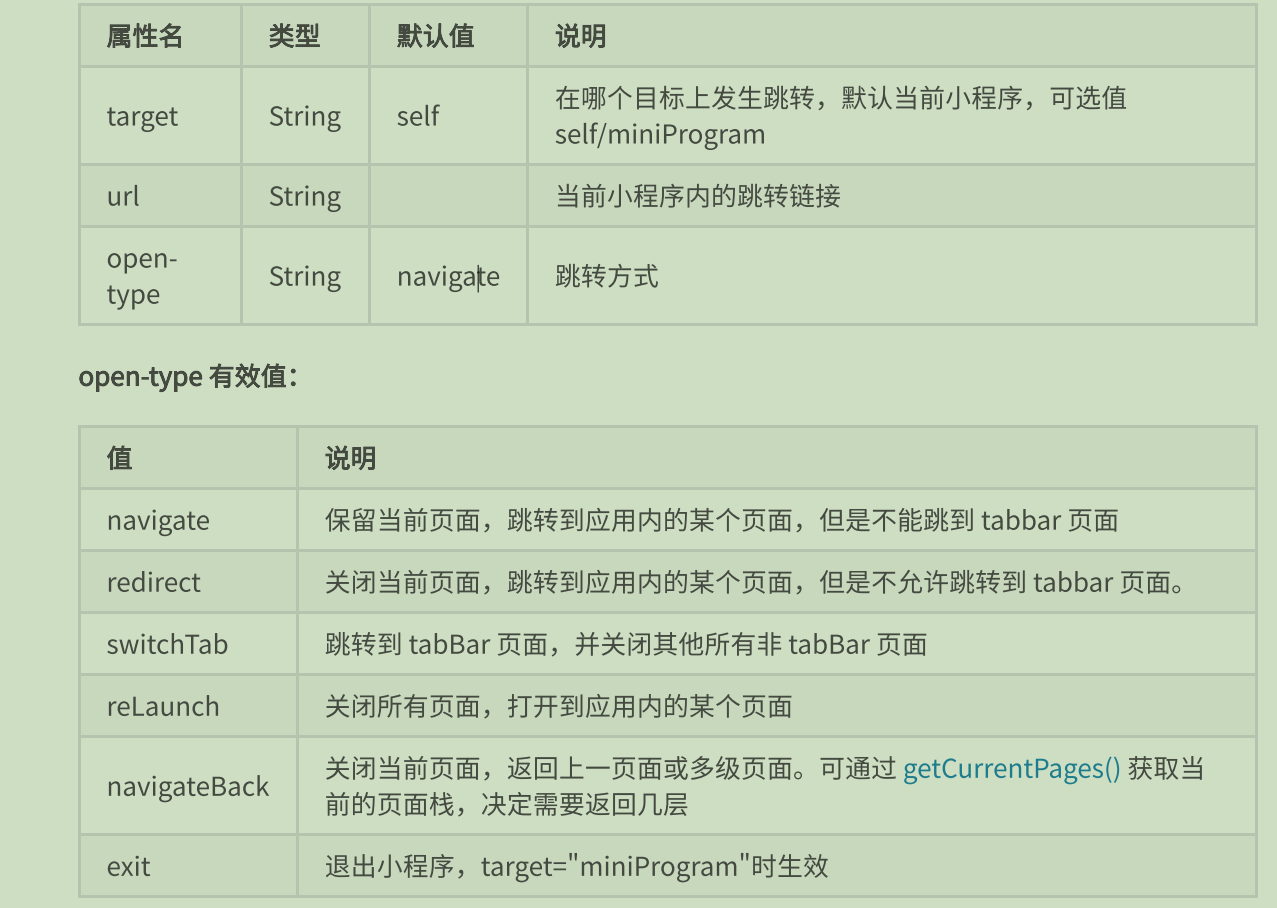 属性名 类型 默认值 说明
target String self 在哪个目标上发生跳转，默认当前小程序，可选值
self/miniProgram
url String 当前小程序内的跳转链接
open-
type String navigate 跳转方式
open-type 有效值：
值 说明
navigate 保留当前页面，跳转到应用内的某个页面，但是不能跳到 tabbar 页面
redirect 关闭当前页面，跳转到应用内的某个页面，但是不允许跳转到 tabbar 页面。
switchTab 跳转到 tabBar 页面，并关闭其他所有非 tabBar 页面
reLaunch 关闭所有页面，打开到应用内的某个页面
navigateBack 关闭当前页面，返回上一页面或多级页面。可通过 getCurrentPages() 获取当
前的页面栈，决定需要返回几层
exit 退出小程序，target="miniProgram"时生效